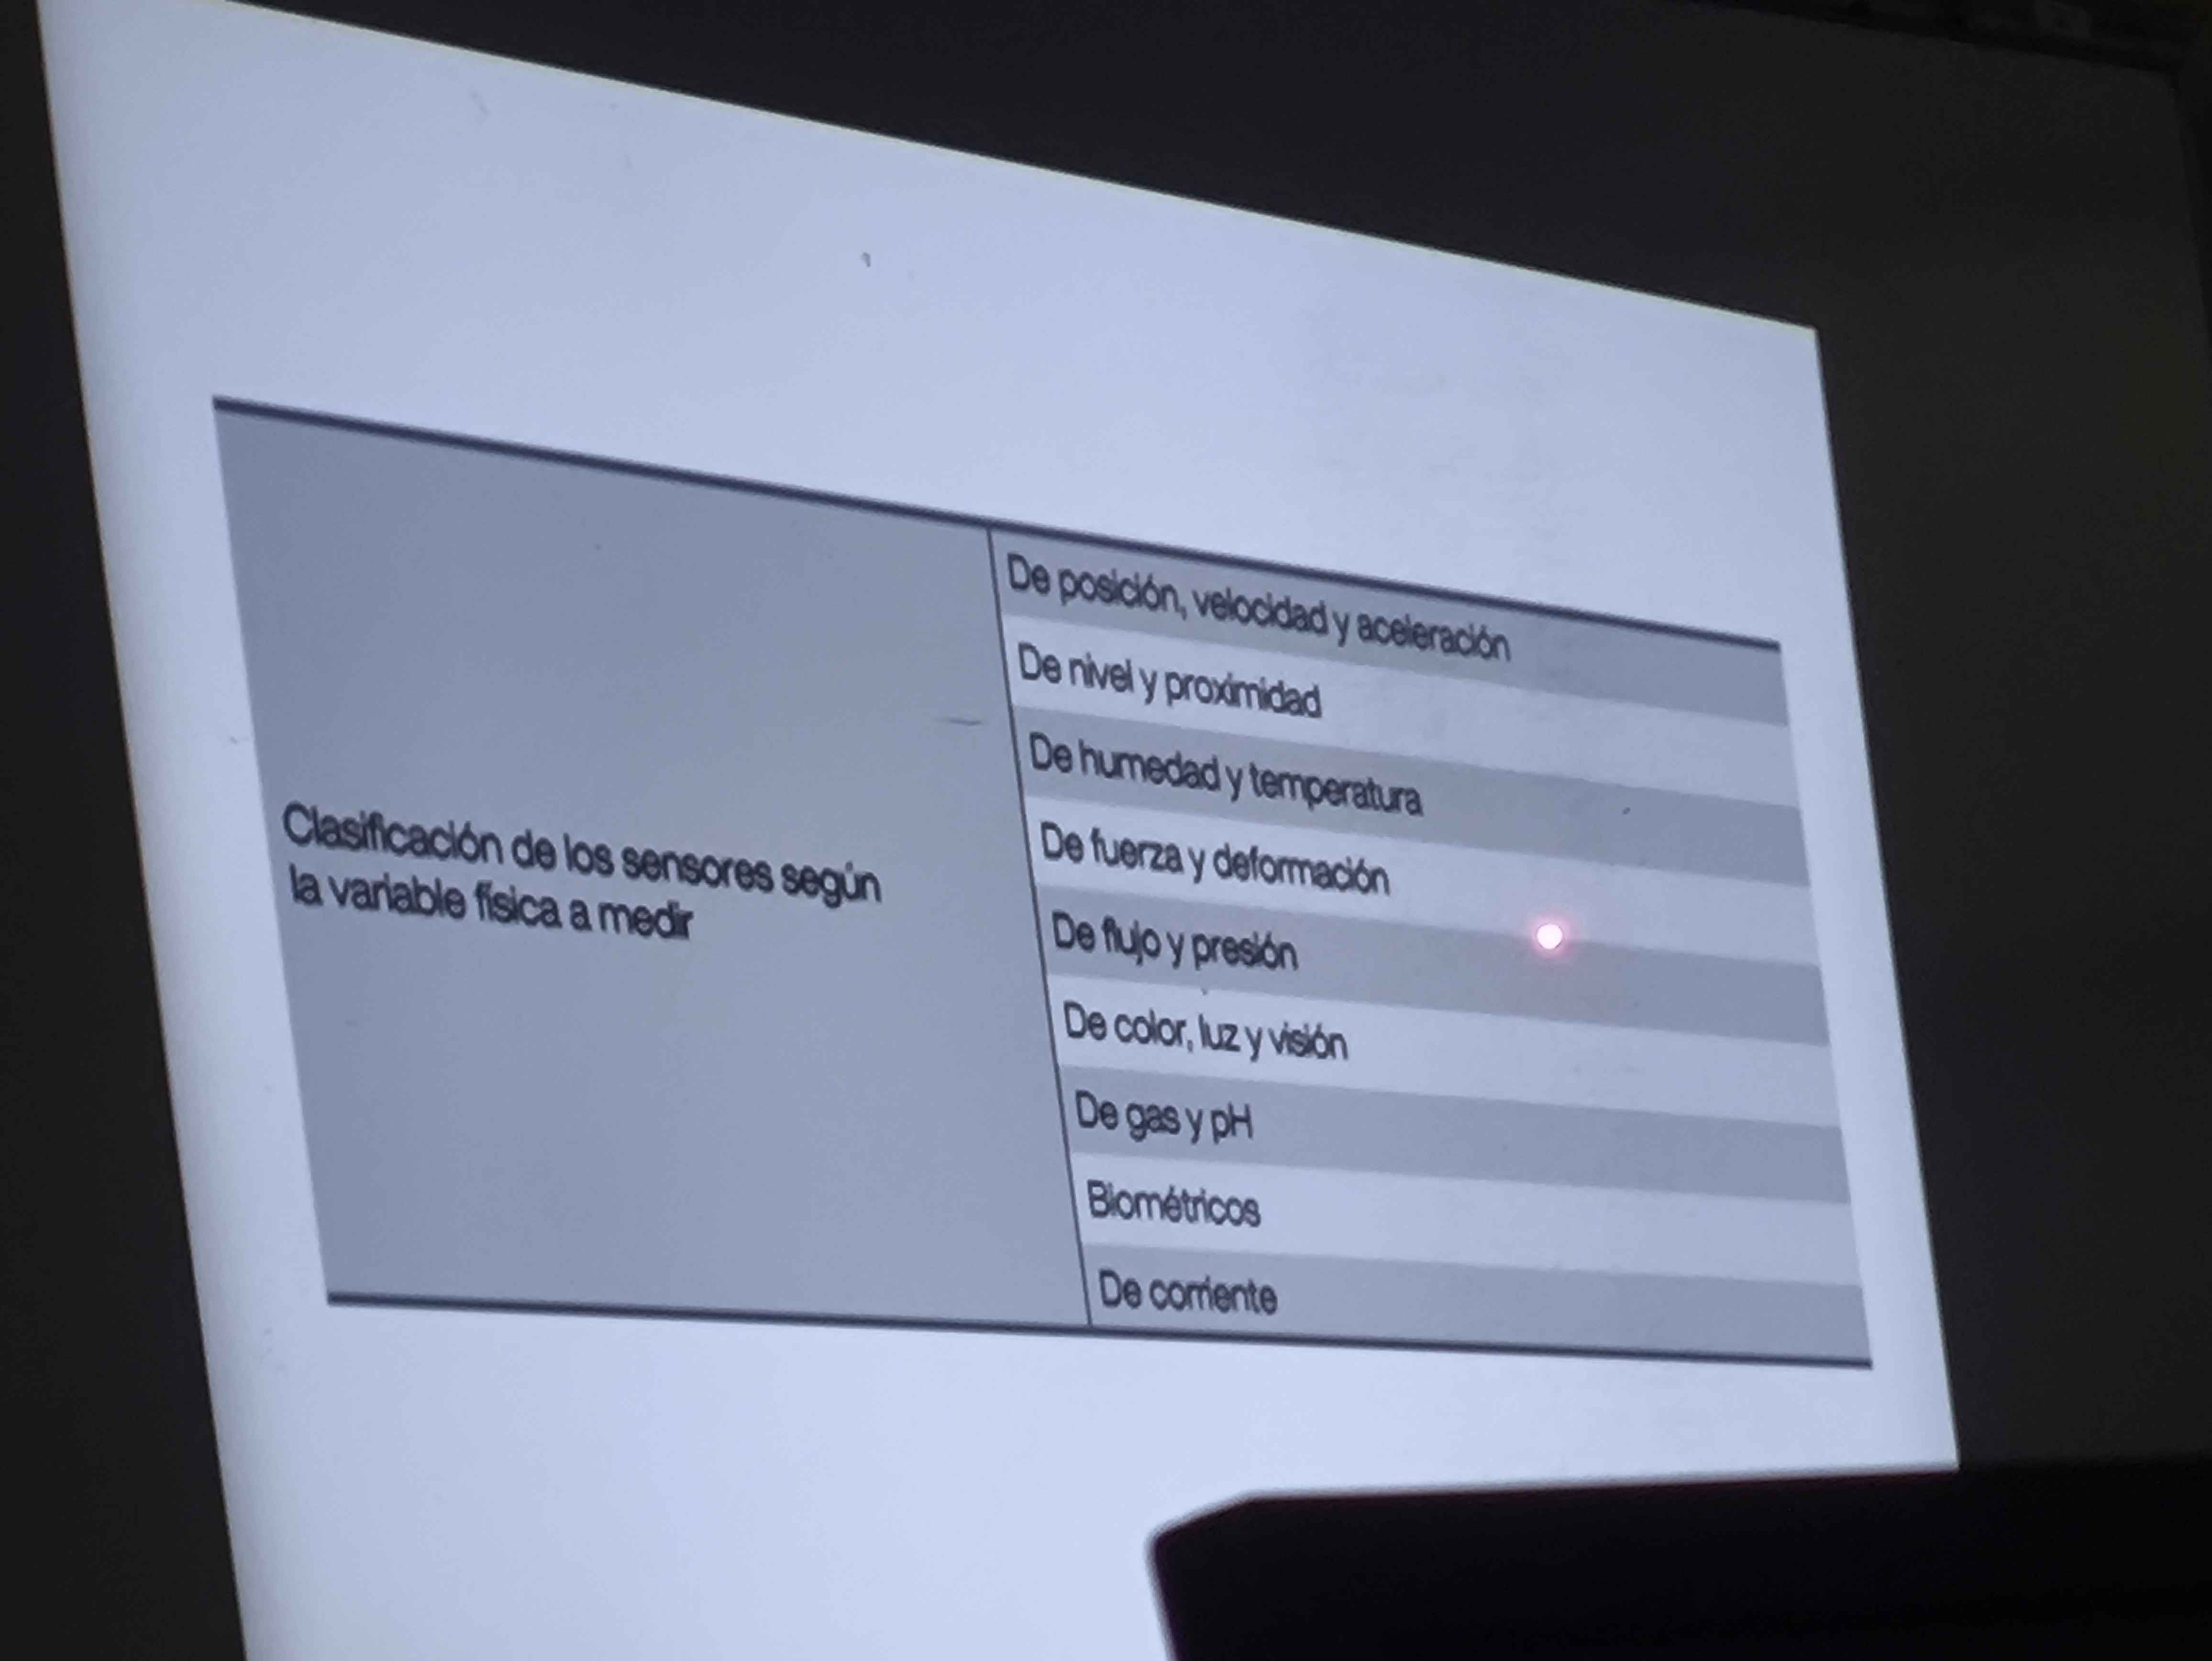 Clasificación de los sensores según
la variable física a medir
De posición, velocidad y aceleración
De nivel y proximidad
De humedad y temperatura
De fuerza y deformación
De flujo y presión
De color, luz y visión
De gas y pH
Biométricos
De corriente